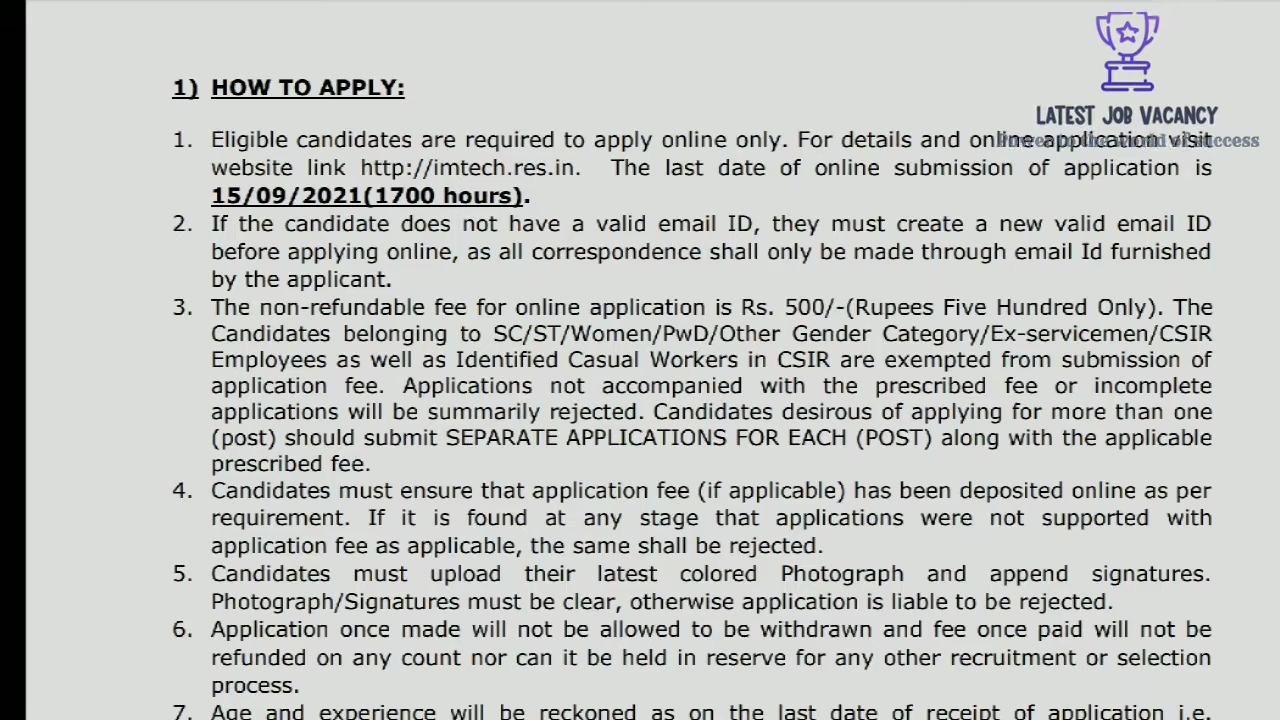 LATEST JOB VACANCY
Power to the world of success
1) HOW TO APPLY:
1. Eligible candidates are required to apply online only. For details and online application visit
website link http://imtech.res.in. The last date of online submission of application is
15/09/2021(1700 hours).
2. If the candidate does not have a valid email ID, they must create a new valid email ID
before applying online, as all correspondence shall only be made through email Id furnished
by the applicant.
3. The non-refundable fee for online application is Rs. 500/-(Rupees Five Hundred Only). The
Candidates belonging to SC/ST/Women/PwD/Other Gender Category/Ex-servicemen/CSIR
Employees as well as Identified Casual Workers in CSIR are exempted from submission of
application fee. Applications not accompanied with the prescribed fee or incomplete
applications will be summarily rejected. Candidates desirous of applying for more than one
(post) should submit SEPARATE APPLICATIONS FOR EACH (POST) along with the applicable
prescribed fee.
4. Candidates must ensure that application fee (if applicable) has been deposited online as per
requirement. If it is found at any stage that applications were not supported with
application fee as applicable, the same shall be rejected.
5. Candidates must upload their latest colored Photograph and append signatures.
Photograph/Signatures must be clear, otherwise application is liable to be rejected.
6. Application once made will not be allowed to be withdrawn and fee once paid will not be
refunded on any count nor can it be held in reserve for any other recruitment or selection
process.
7. Age and experience will be reckoned as on the last date of receipt of application i.e.